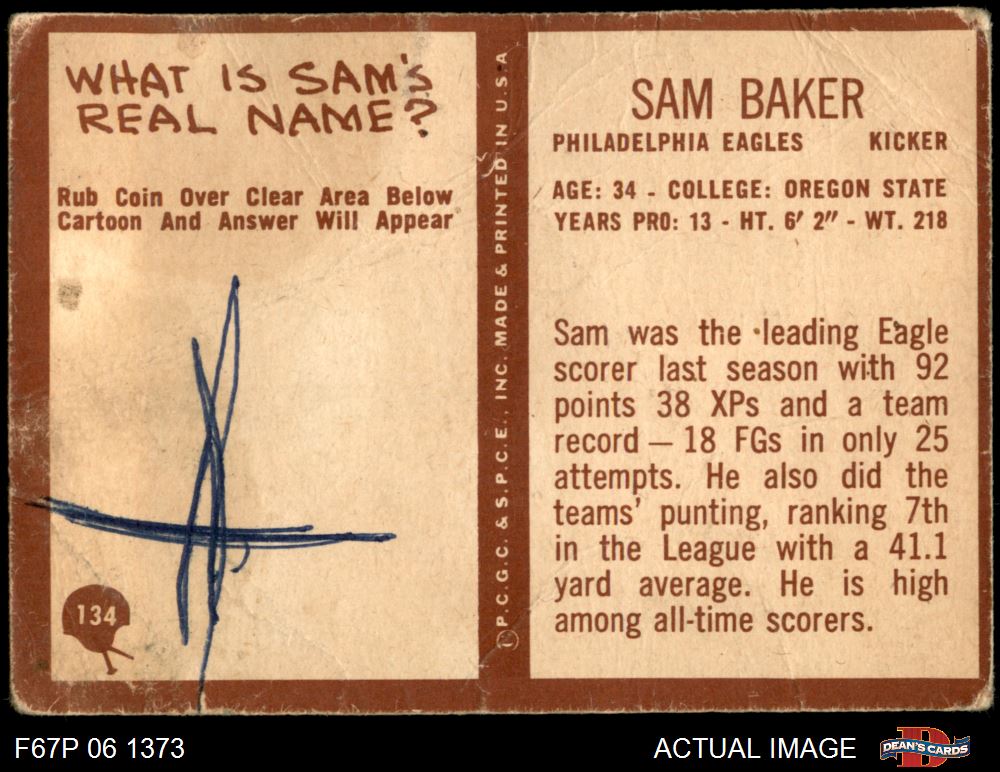 WHAT IS SAM'S
REAL NAME?
Rub Coin Over Clear Area Below
Cartoon And Answer Will Appear
134
P.C.G.C. & S.P.C.E., INC. MADE & PRINTED IN U.S.A
SAM BAKER
PHILADELPHIA EAGLES KICKER
AGE: 34 - COLLEGE: OREGON STATE
YEARS PRO: 13 - HT. 6' 2" - WT. 218
Sam was the leading Eagle
scorer last season with 92
points 38 XPs and a team
record — 18 FGs in only 25
attempts. He also did the
teams' punting, ranking 7th
in the League with a 41.1
yard average. He is high
among all-time scorers.
F67P 06 1373
ACTUAL IMAGE
DEAN'S CARDS